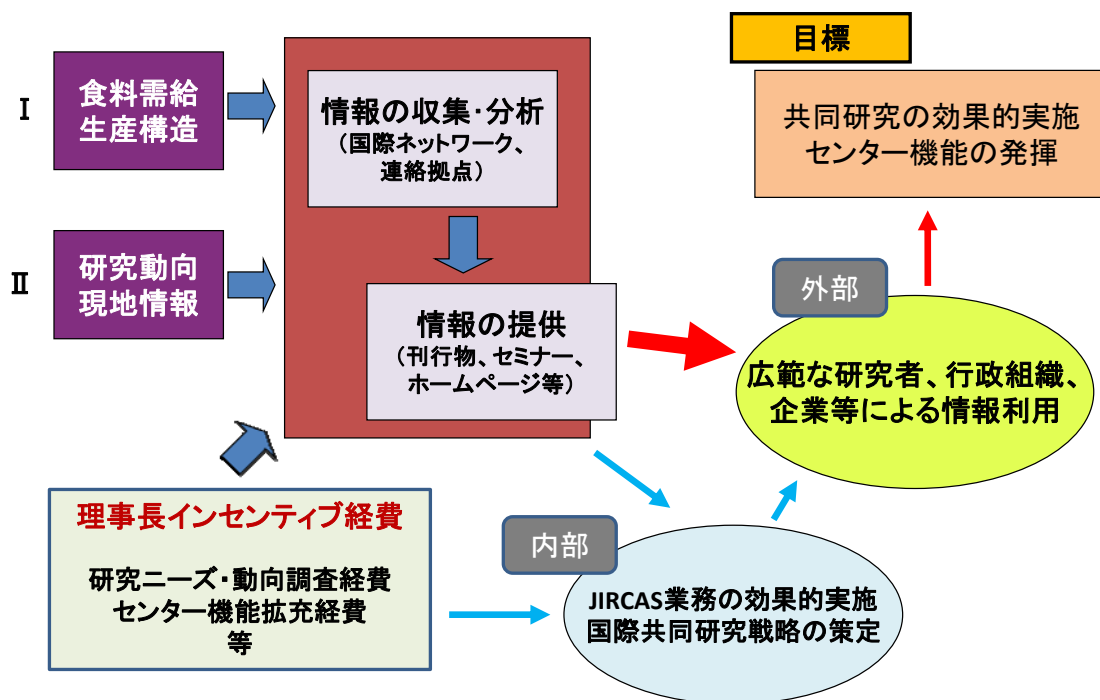 目標
Ⅰ
食料需給
生産構造
情報の収集・分析
(国際ネットワーク、
連絡拠点)
共同研究の効果的実施
センター機能の発揮
Ⅱ
研究動向
現地情報
情報の提供
(刊行物、セミナー、
ホームページ等)
外部
広範な研究者、行政組織、
企業等による情報利用
理事長インセンティブ経費
研究ニーズ・動向調査経費
センター機能拡充経費
等
内部
JIRCAS業務の効果的実施
国際共同研究戦略の策定